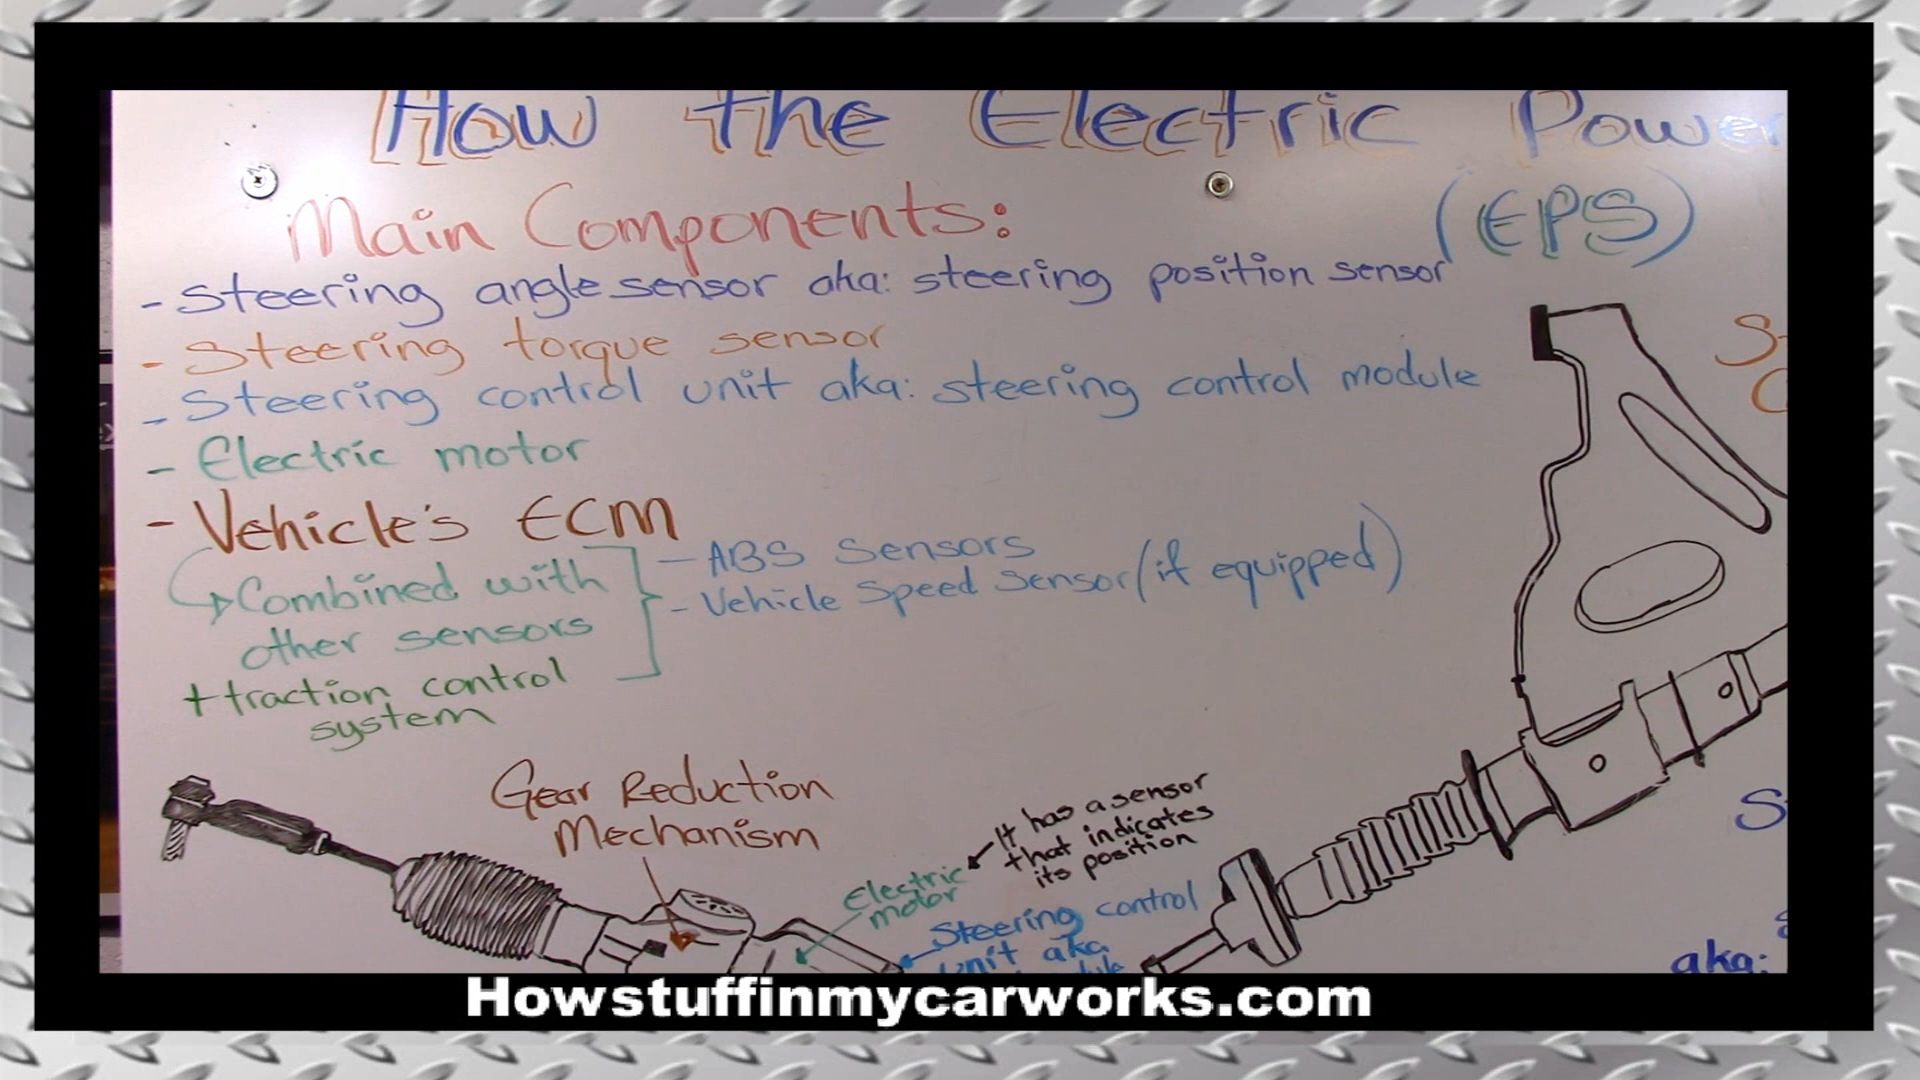 How the Electric Power
Main Components:
(EPS)
- Steering angle sensor aka: steering position sensor
- Steering torque sensor
- Steering control unit aka: steering control module
- Electric motor
- Vehicle's ECM
Combined with
other sensors
+ traction control
system
- ABS Sensors
- Vehicle Speed Sensor (if equipped)
Gear Reduction
Mechanism
It has a sensor
that indicates
its position
Electric
motor
Steering control
unit aka
aka:
Howstuffinmycarworks.com